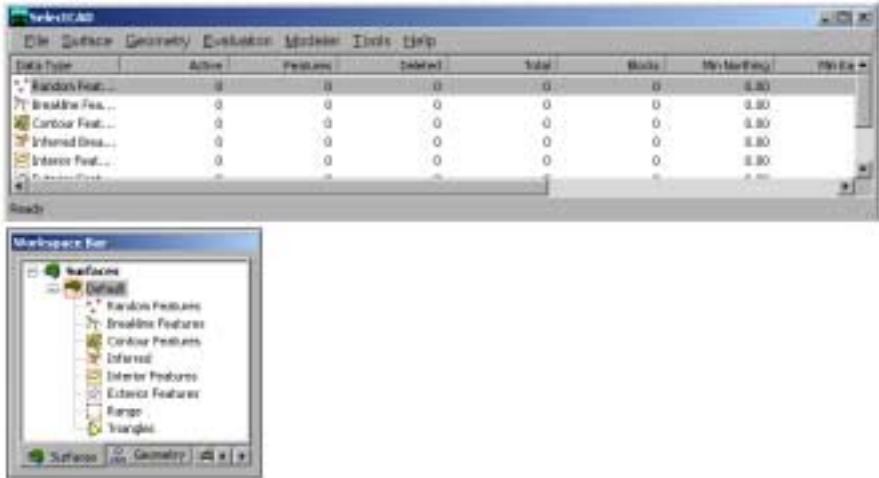 SelectCAD
File Surface Geometry Evaluation Modeler Tools Help
Data Type Active Features Deleted Total Blocks Min Northing Min Ea
Random Feat... 0 0 0 0 0 0.00
Breakline Fea... 0 0 0 0 0 0.00
Contour Feat... 0 0 0 0 0 0.00
Inferred Brea... 0 0 0 0 0 0.00
Interior Feat... 0 0 0 0 0 0.00
Ready
Workspace Bar
Surfaces
Default
Random Features
Breakline Features
Contour Features
Inferred
Interior Features
Exterior Features
Range
Triangles
Surfaces Geometry